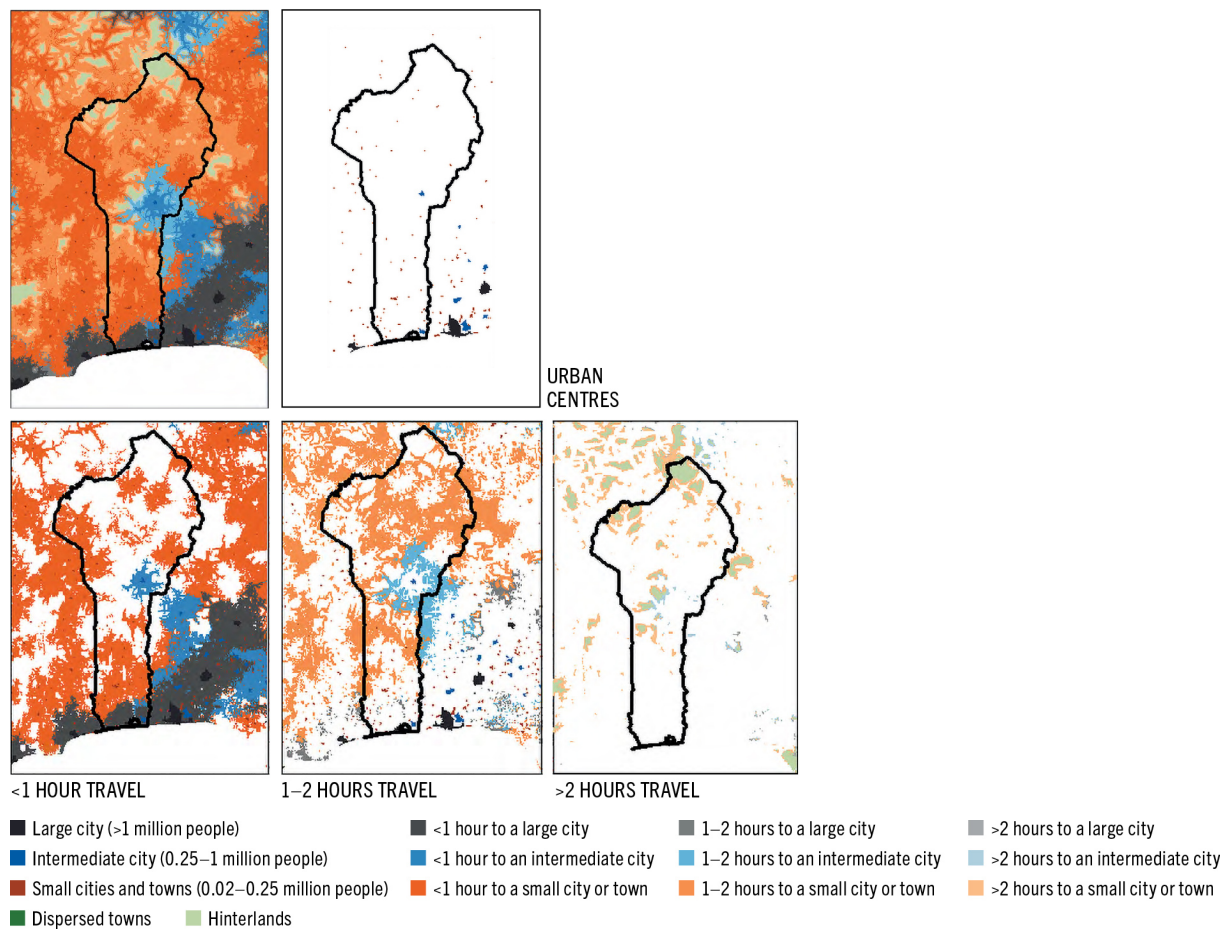 URBAN
CENTRES
<1 HOUR TRAVEL
1–2 HOURS TRAVEL
>2 HOURS TRAVEL
Large city (>1 million people)
<1 hour to a large city
1–2 hours to a large city
>2 hours to a large city
Intermediate city (0.25–1 million people)
<1 hour to an intermediate city
1–2 hours to an intermediate city
>2 hours to an intermediate city
Small cities and towns (0.02–0.25 million people)
<1 hour to a small city or town
1–2 hours to a small city or town
>2 hours to a small city or town
Dispersed towns
Hinterlands